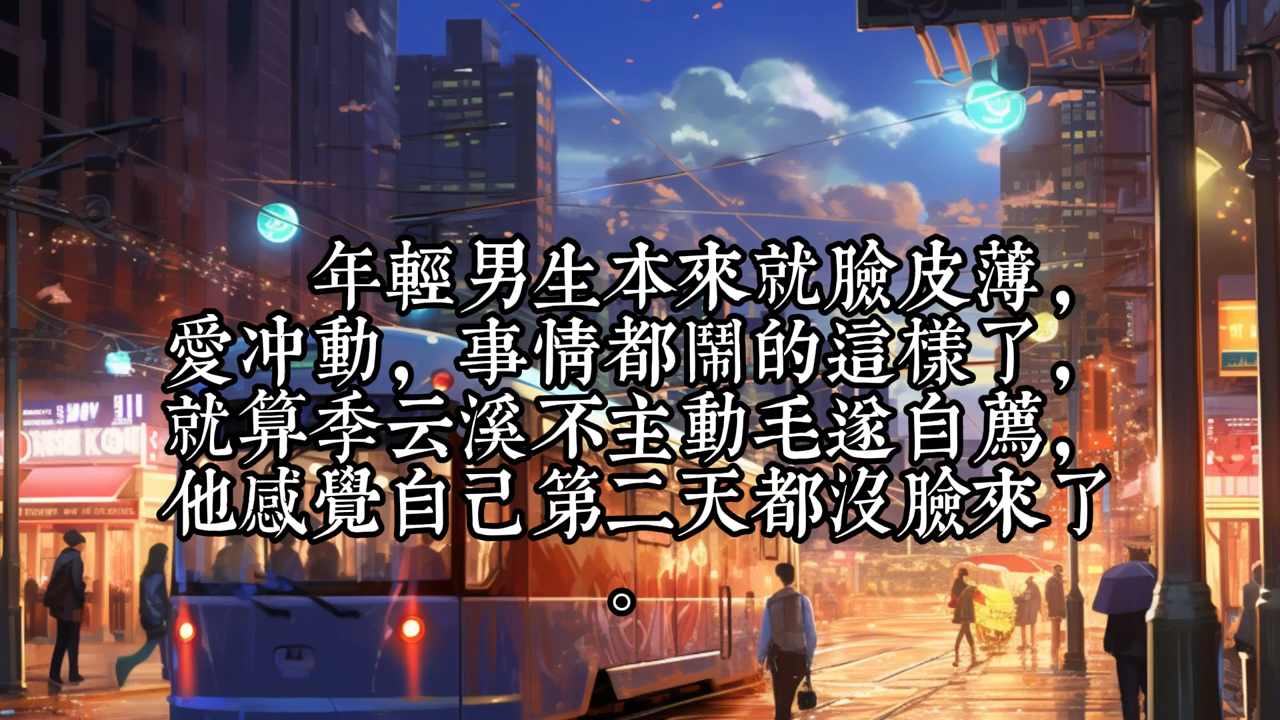 年輕男生本來就臉皮薄，
愛冲動，事情都鬧的這樣了，
就算季云溪不主動毛遂自薦，
他感覺自己第二天都沒臉來了
。